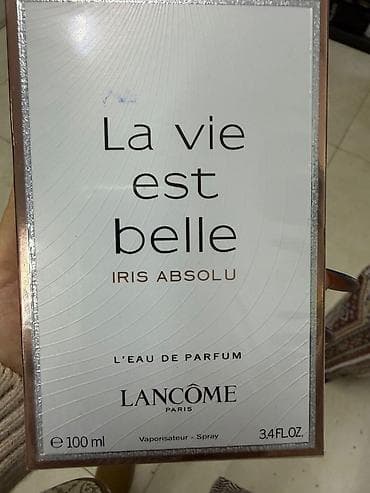 La vie
est
belle
IRIS ABSOLU
L'EAU DE PARFUM
LANCÔME
PARIS
℮ 100 ml Vaporisateur - Spray 3.4 FL.OZ.